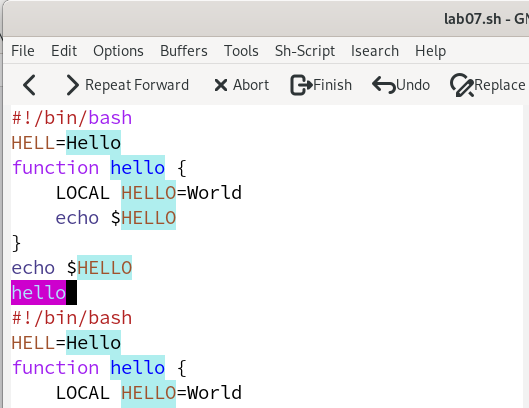 lab07.sh - GN
File Edit Options Buffers Tools Sh-Script Isearch Help
Repeat Forward Abort Finish Undo Replace
#!/bin/bash
HELL=Hello
function hello {
    LOCAL HELLO=World
    echo $HELLO
}
echo $HELLO
hello
#!/bin/bash
HELL=Hello
function hello {
    LOCAL HELLO=World